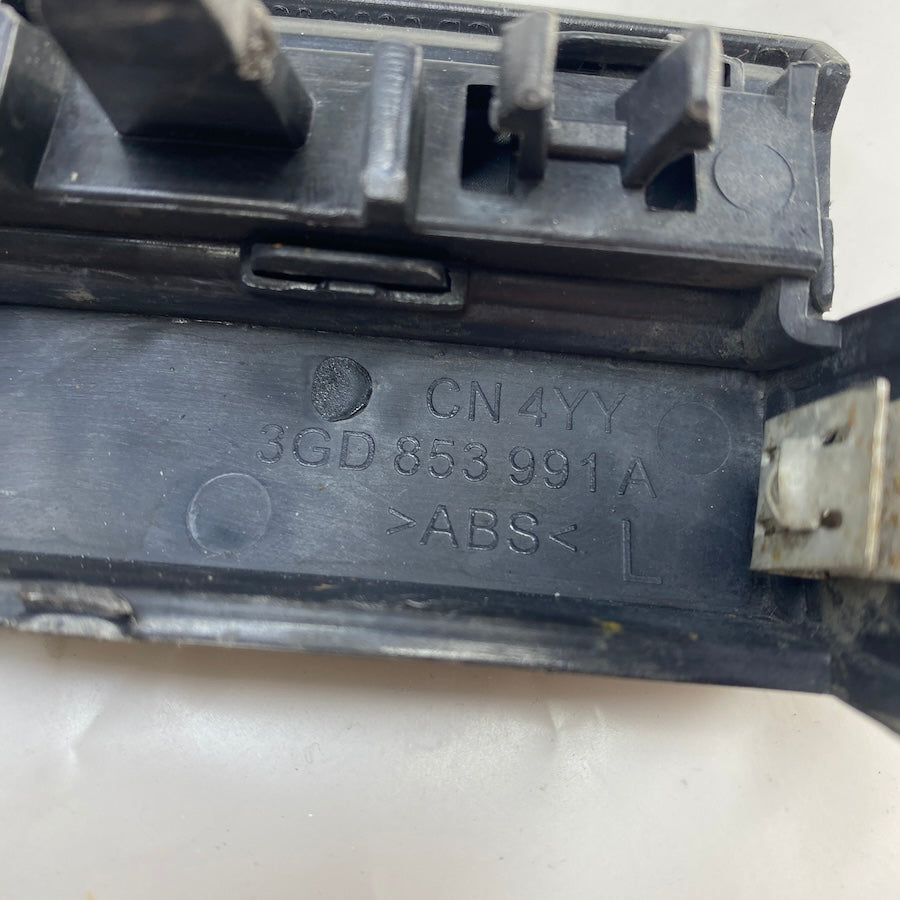 CN 4YY
3GD 853 991 A
>ABS< L